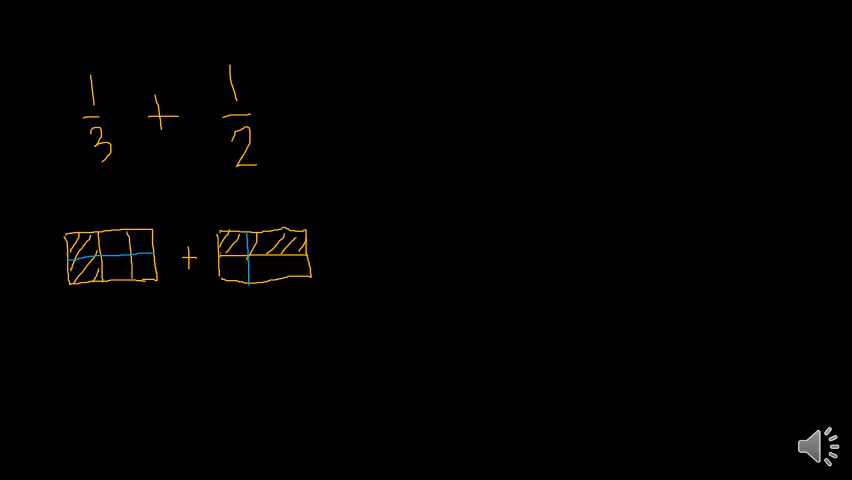 1/3 + 1/2
+